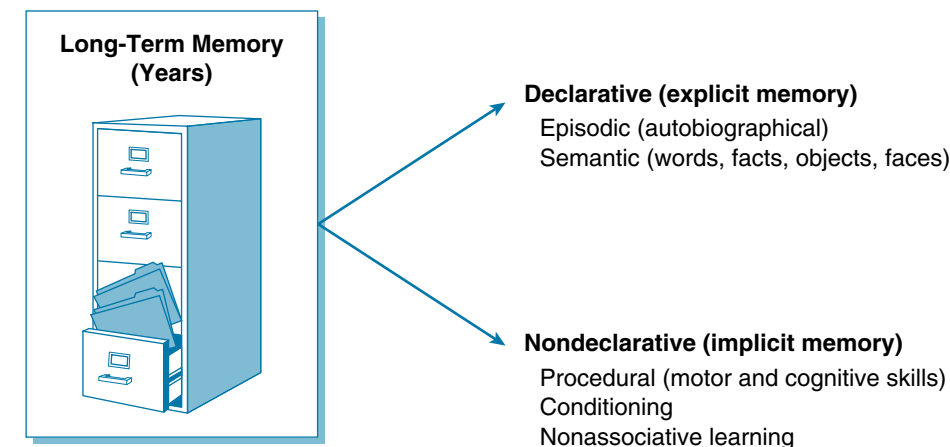 Long-Term Memory
(Years)
Declarative (explicit memory)
Episodic (autobiographical)
Semantic (words, facts, objects, faces)
Nondeclarative (implicit memory)
Procedural (motor and cognitive skills)
Conditioning
Nonassociative learning